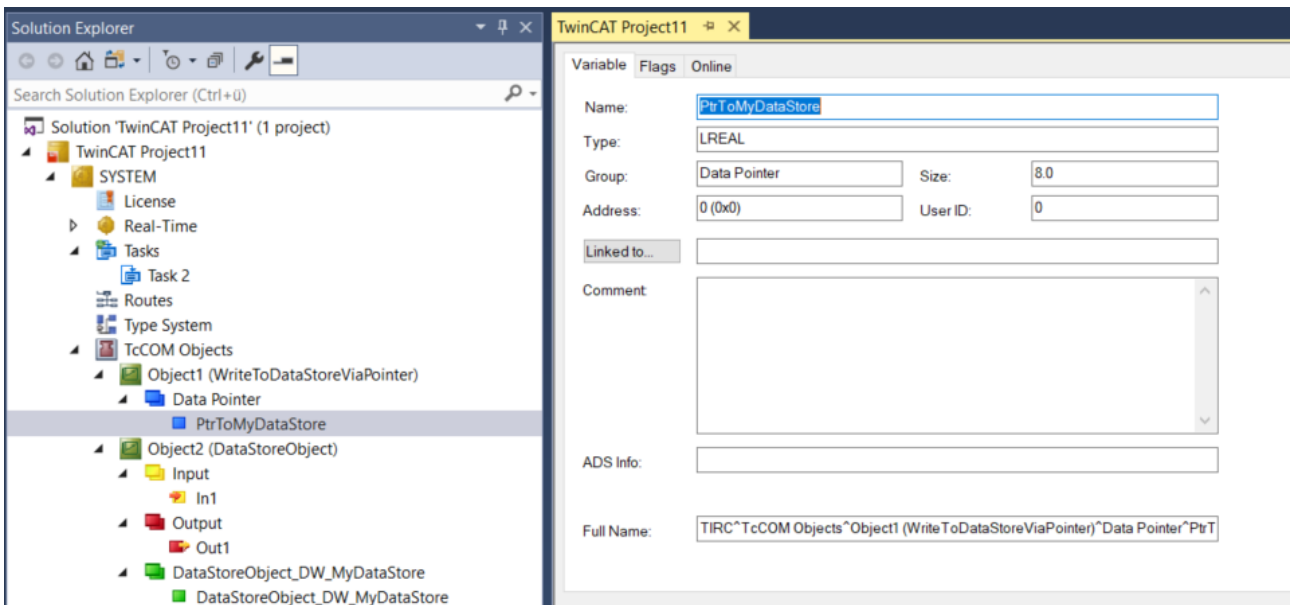 Solution Explorer
Search Solution Explorer (Ctrl+ü)
Solution 'TwinCAT Project11' (1 project)
TwinCAT Project11
SYSTEM
License
Real-Time
Tasks
Task 2
Routes
Type System
TcCOM Objects
Object1 (WriteToDataStoreViaPointer)
Data Pointer
PtrToMyDataStore
Object2 (DataStoreObject)
Input
In1
Output
Out1
DataStoreObject_DW_MyDataStore
DataStoreObject_DW_MyDataStore
TwinCAT Project11
Variable Flags Online
Name: PtrToMyDataStore
Type: LREAL
Group: Data Pointer Size: 8.0
Address: 0 (0x0) User ID: 0
Linked to...
Comment:
ADS Info:
Full Name: TIRC^TcCOM Objects^Object1 (WriteToDataStoreViaPointer)^Data Pointer^PtrT